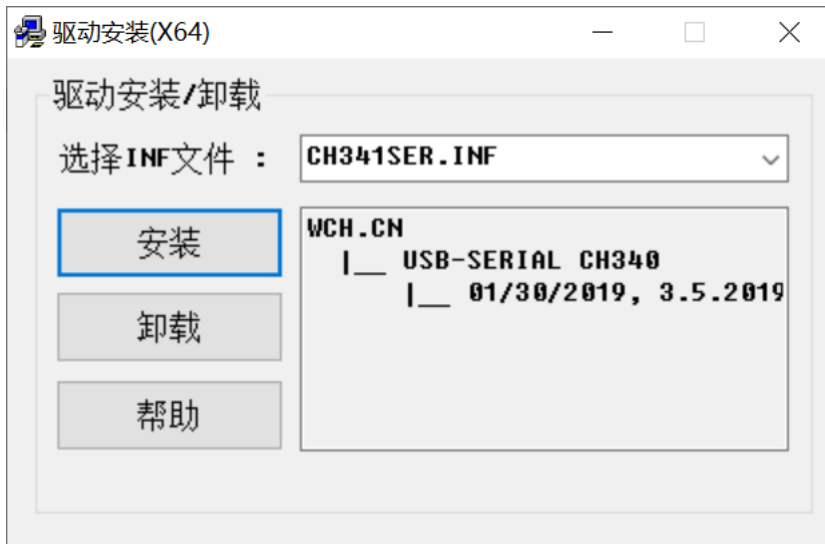 驱动安装(X64)
驱动安装/卸载
选择INF文件 : CH341SER.INF
安装
卸载
帮助
WCH.CN
|__ USB-SERIAL CH340
|__ 01/30/2019, 3.5.2019